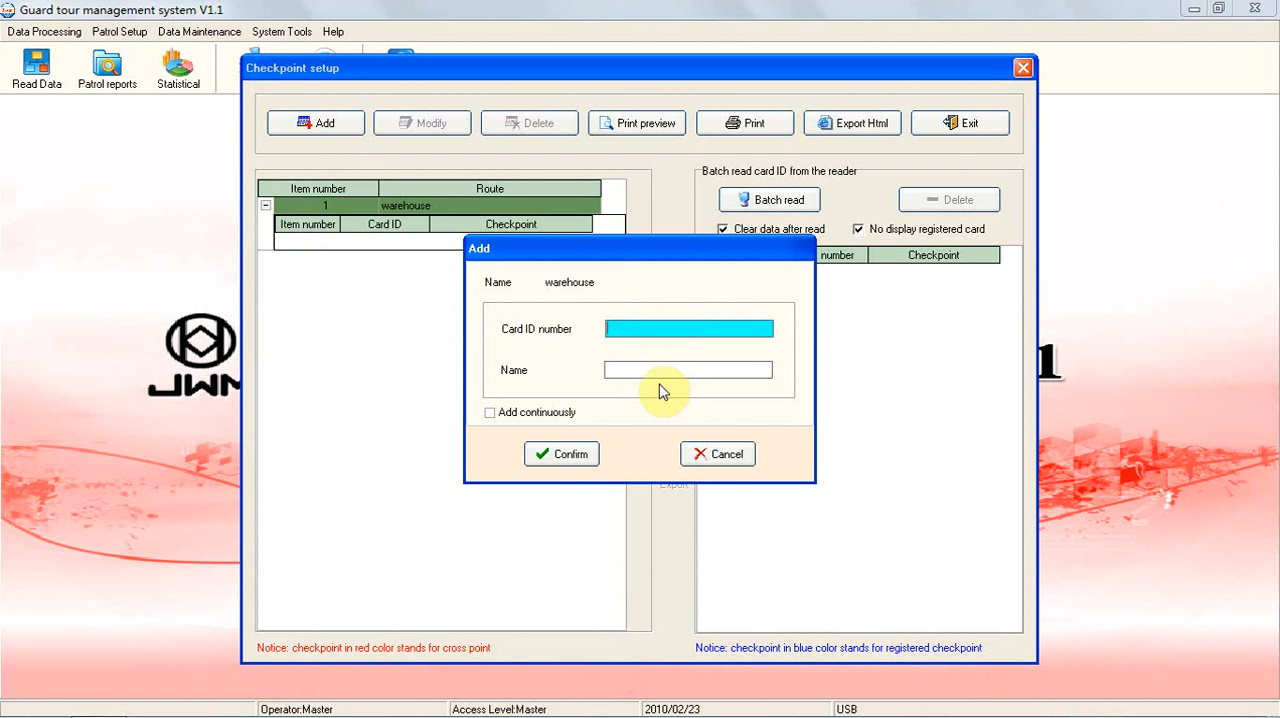 Guard tour management system V1.1
Data Processing Patrol Setup Data Maintenance System Tools Help
Read Data Patrol reports Statistical
Checkpoint setup
Add Modify Delete Print preview Print Export Html Exit
Batch read card ID from the reader
Item number Route
1 warehouse
Batch read Delete
Item number Card ID Checkpoint
Clear data after read No display registered card
number Checkpoint
Add
Name warehouse
Card ID number
Name
Add continuously
Confirm Cancel
Export
JWM
1
Notice: checkpoint in red color stands for cross point
Notice: checkpoint in blue color stands for registered checkpoint
Operator:Master Access Level:Master 2010/02/23 USB